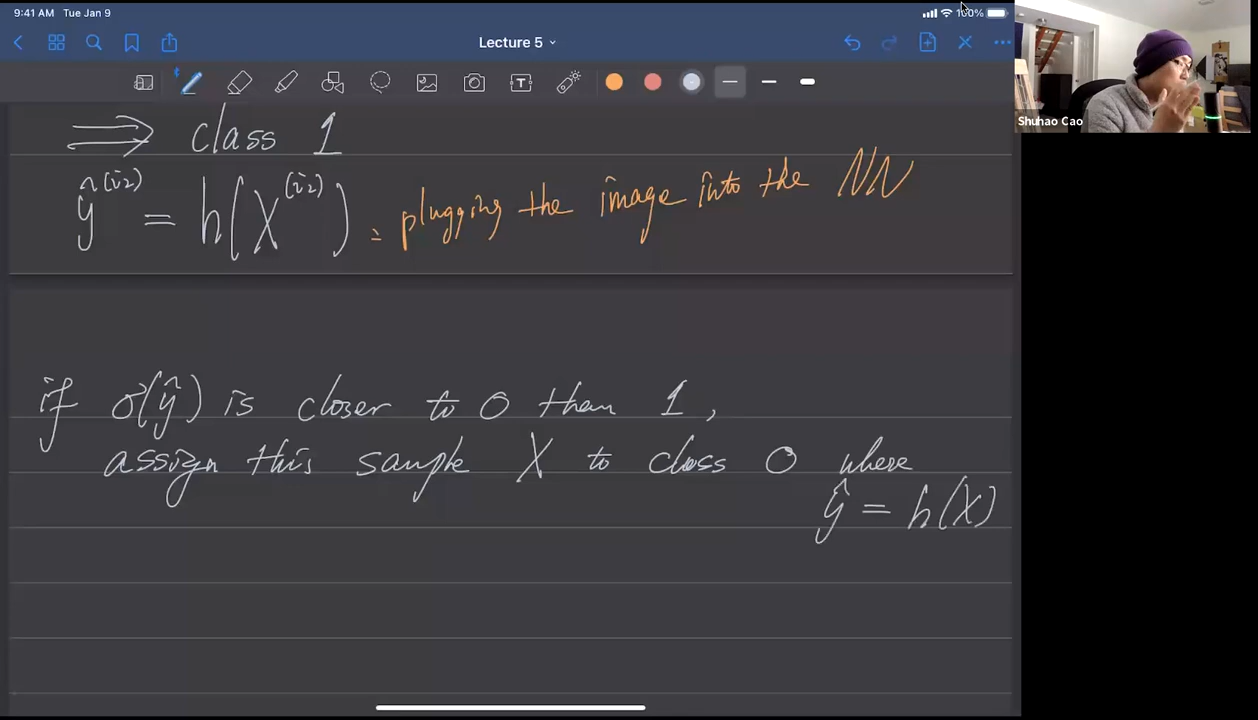 9:41 AM Tue Jan 9
100%
Lecture 5
Shuhao Cao
⟹ class 1
ŷ^(i₂) = h(X^(i₂)) = plugging the image into the NN
if σ(ŷ) is closer to 0 than 1,
assign this sample X to class 0 where
ŷ = h(X)